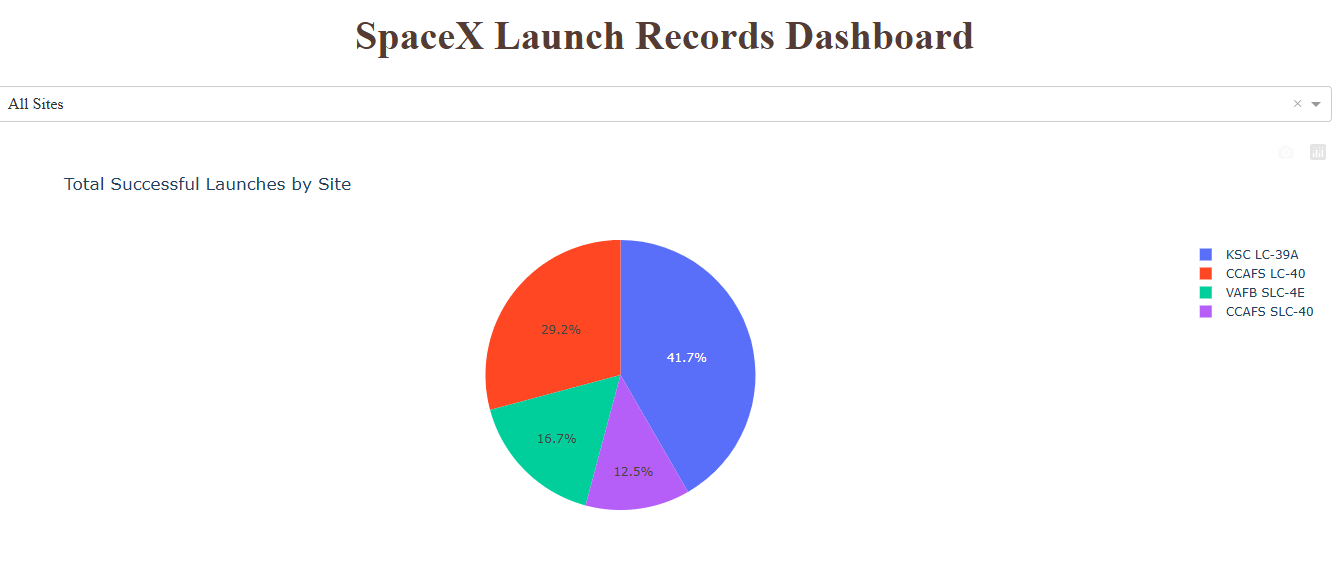 SpaceX Launch Records Dashboard
All Sites
Total Successful Launches by Site
KSC LC-39A
CCAFS LC-40
VAFB SLC-4E
CCAFS SLC-40
29.2%
41.7%
16.7%
12.5%